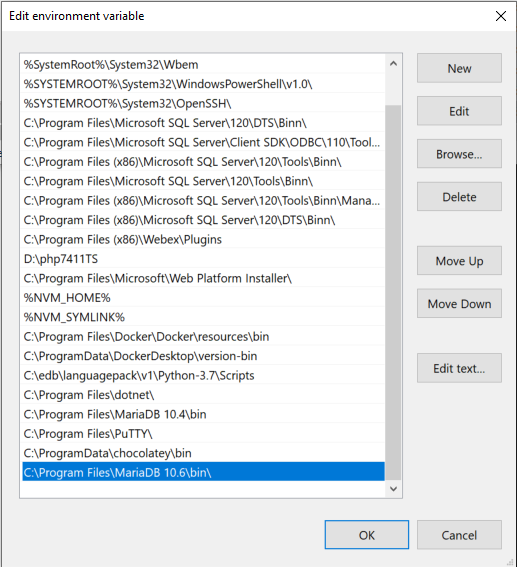 Edit environment variable
%SystemRoot%\System32\Wbem
%SYSTEMROOT%\System32\WindowsPowerShell\v1.0\
%SYSTEMROOT%\System32\OpenSSH\
C:\Program Files\Microsoft SQL Server\120\DTS\Binn\
C:\Program Files\Microsoft SQL Server\Client SDK\ODBC\110\Tool...
C:\Program Files (x86)\Microsoft SQL Server\120\Tools\Binn\
C:\Program Files\Microsoft SQL Server\120\Tools\Binn\
C:\Program Files (x86)\Microsoft SQL Server\120\Tools\Binn\Mana...
C:\Program Files (x86)\Microsoft SQL Server\120\DTS\Binn\
C:\Program Files (x86)\Webex\Plugins
D:\php7411TS
C:\Program Files\Microsoft\Web Platform Installer\
%NVM_HOME%
%NVM_SYMLINK%
C:\Program Files\Docker\Docker\resources\bin
C:\ProgramData\DockerDesktop\version-bin
C:\edb\languagepack\v1\Python-3.7\Scripts
C:\Program Files\dotnet\
C:\Program Files\MariaDB 10.4\bin
C:\Program Files\PuTTY\
C:\ProgramData\chocolatey\bin
C:\Program Files\MariaDB 10.6\bin\
New
Edit
Browse...
Delete
Move Up
Move Down
Edit text...
OK
Cancel